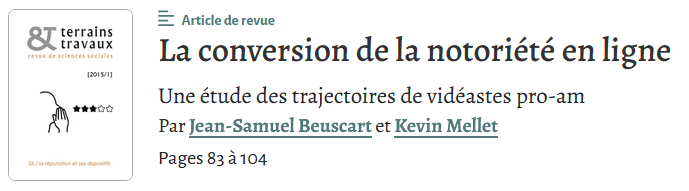 & terrains
travaux
revue de sciences sociales
[2015/1]
26 / la réputation et ses dispositifs
Article de revue
La conversion de la notoriété en ligne
Une étude des trajectoires de vidéastes pro-am
Par Jean-Samuel Beuscart et Kevin Mellet
Pages 83 à 104